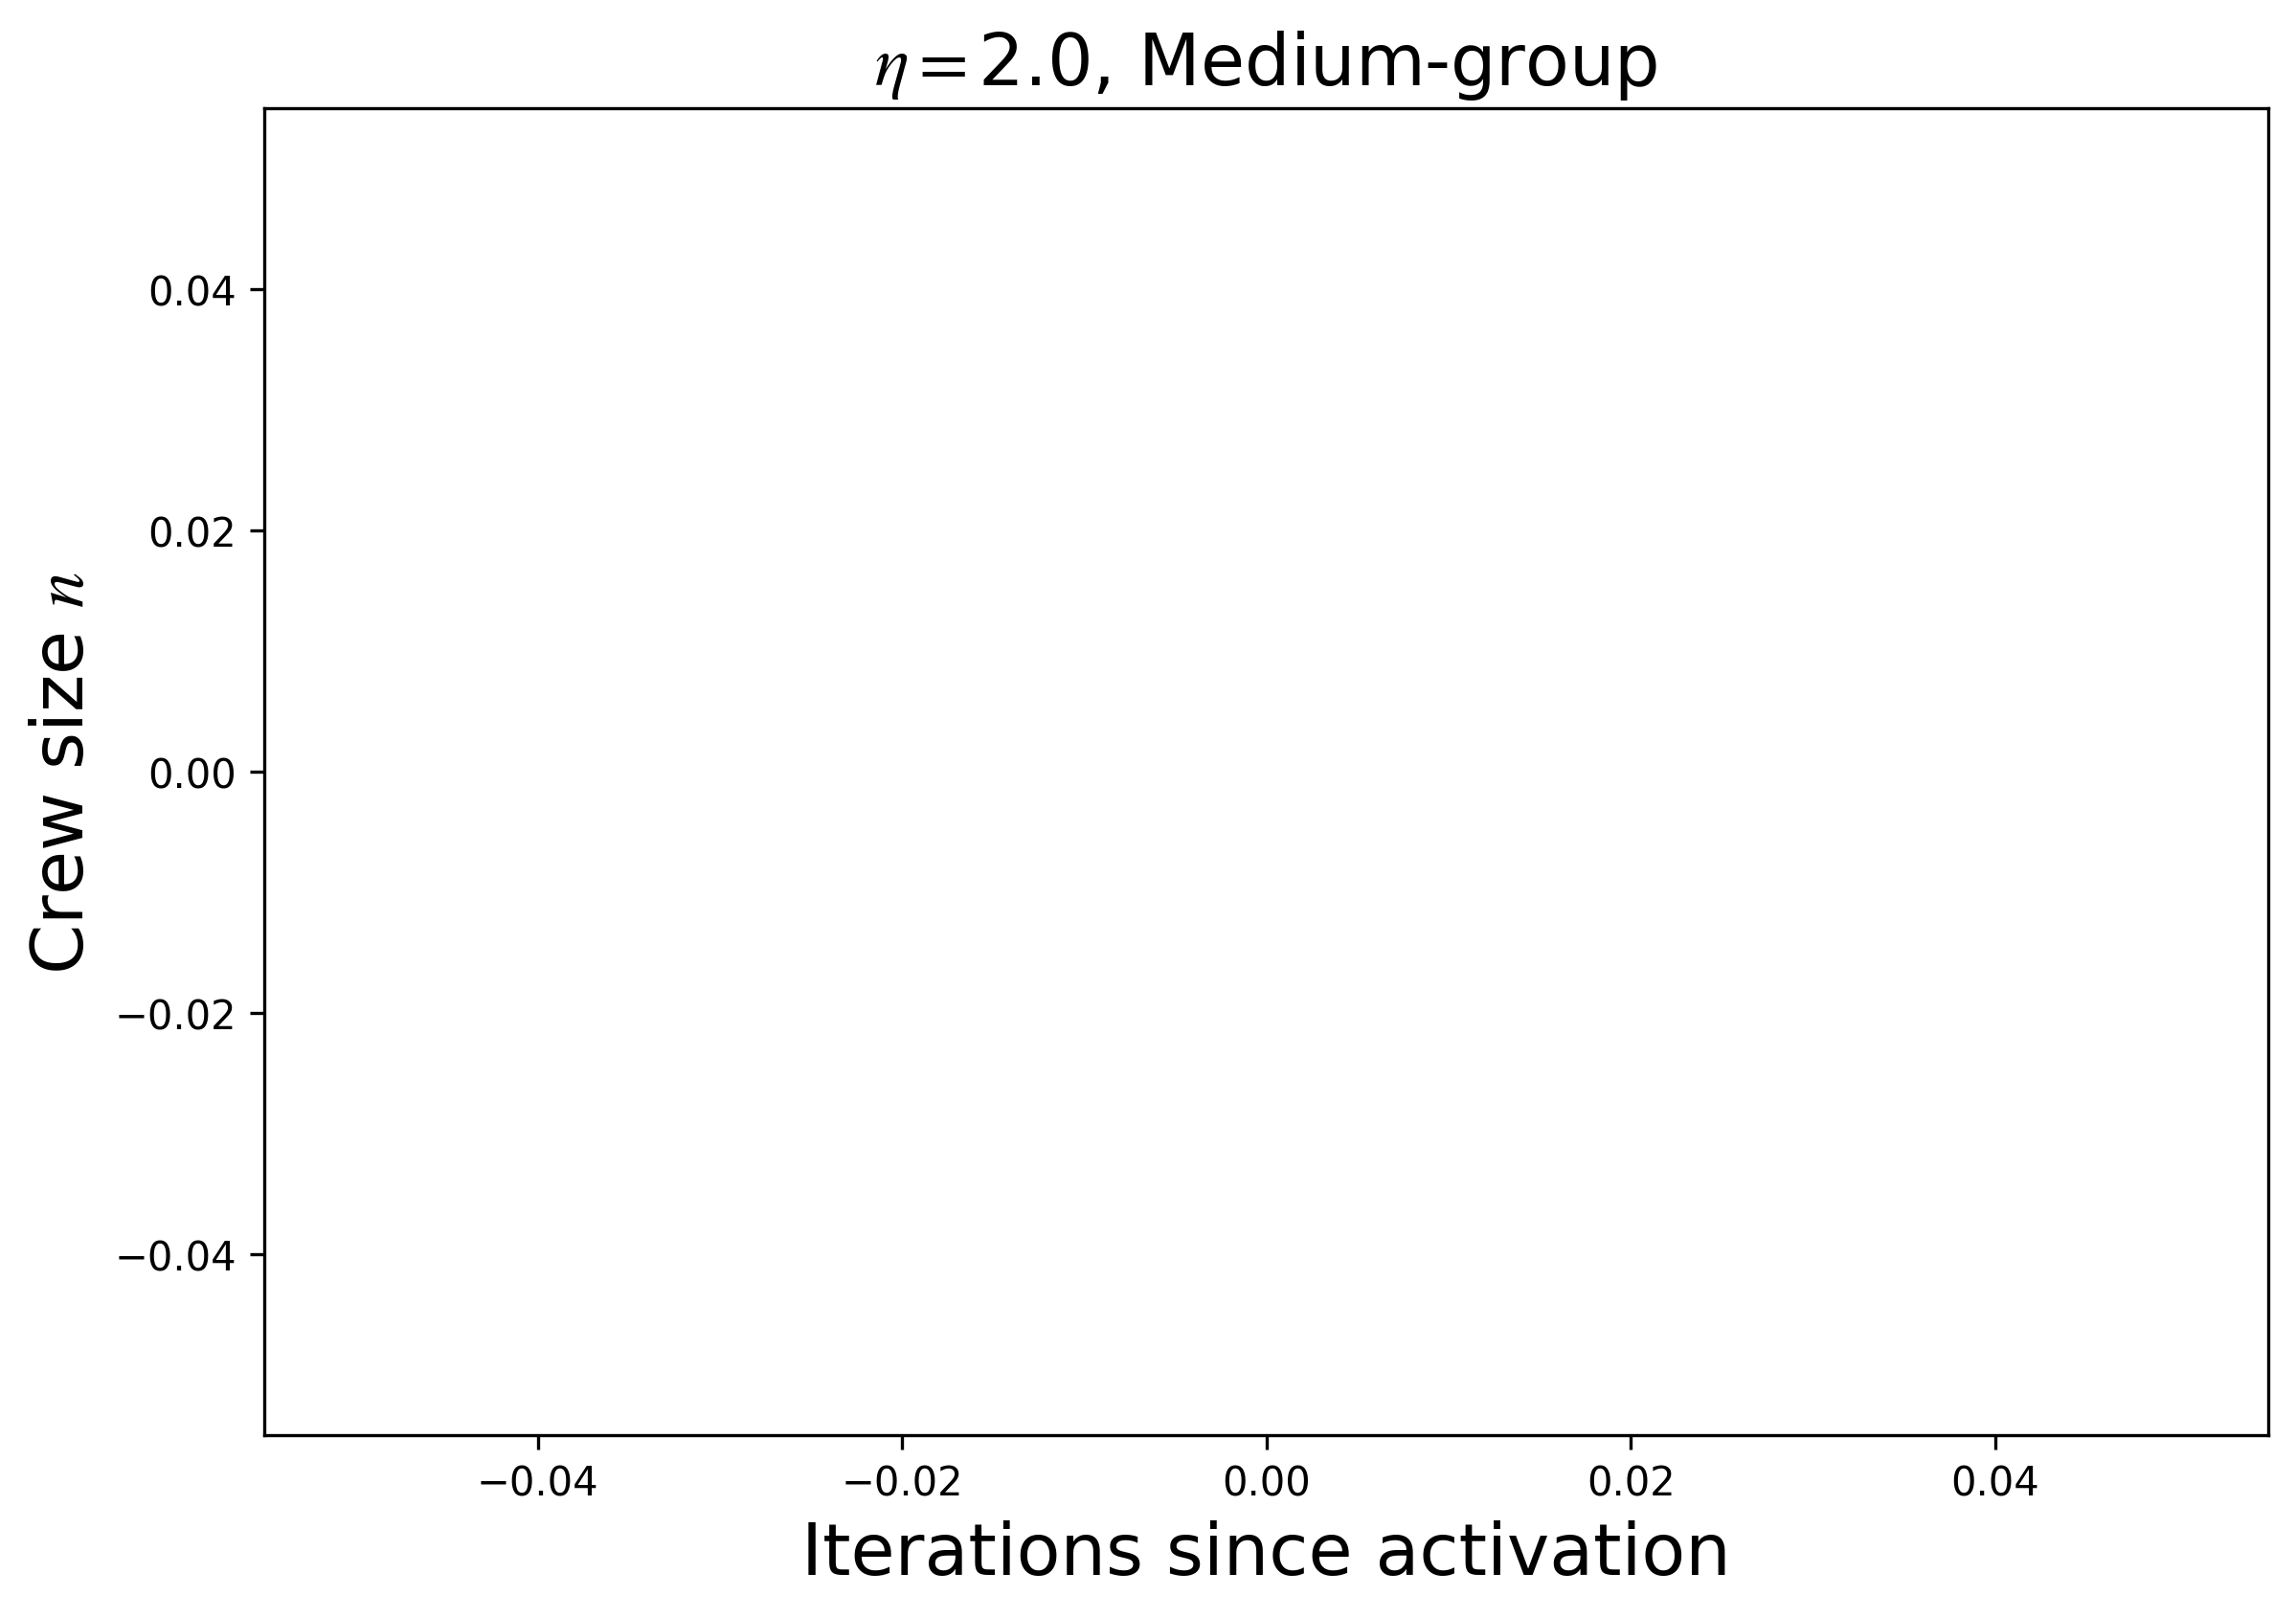 η=2.0, Medium-group
0.04
0.02
0.00
−0.02
−0.04
Crew size n
−0.04 −0.02 0.00 0.02 0.04
Iterations since activation